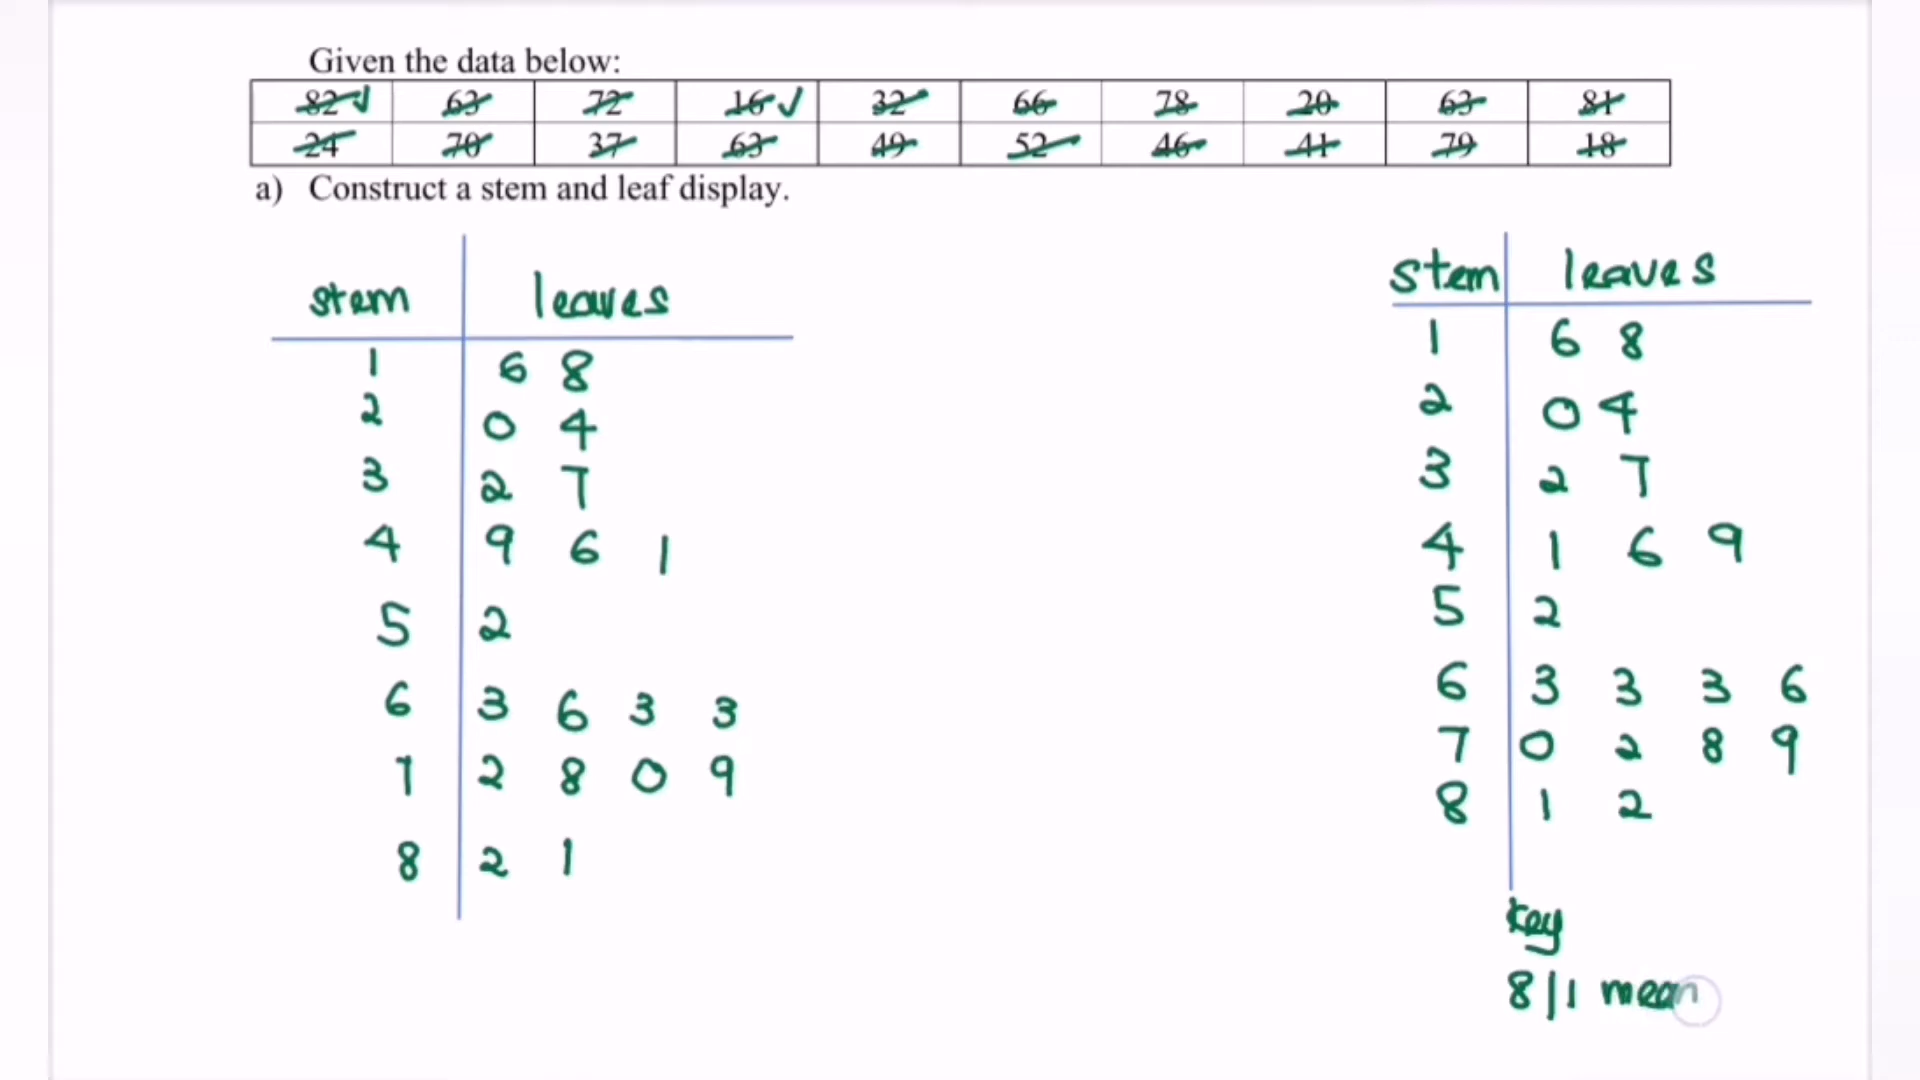 Given the data below:
82 63 72 16 32 66 78 20 63 81
24 70 37 63 49 52 46 41 79 18
a) Construct a stem and leaf display.
stem leaves
1 6 8
2 0 4
3 2 7
4 9 6 1
5 2
6 3 6 3 3
7 2 8 0 9
8 2 1
stem leaves
1 6 8
2 0 4
3 2 7
4 1 6 9
5 2
6 3 3 3 6
7 0 2 8 9
8 1 2
key
8|1 mean